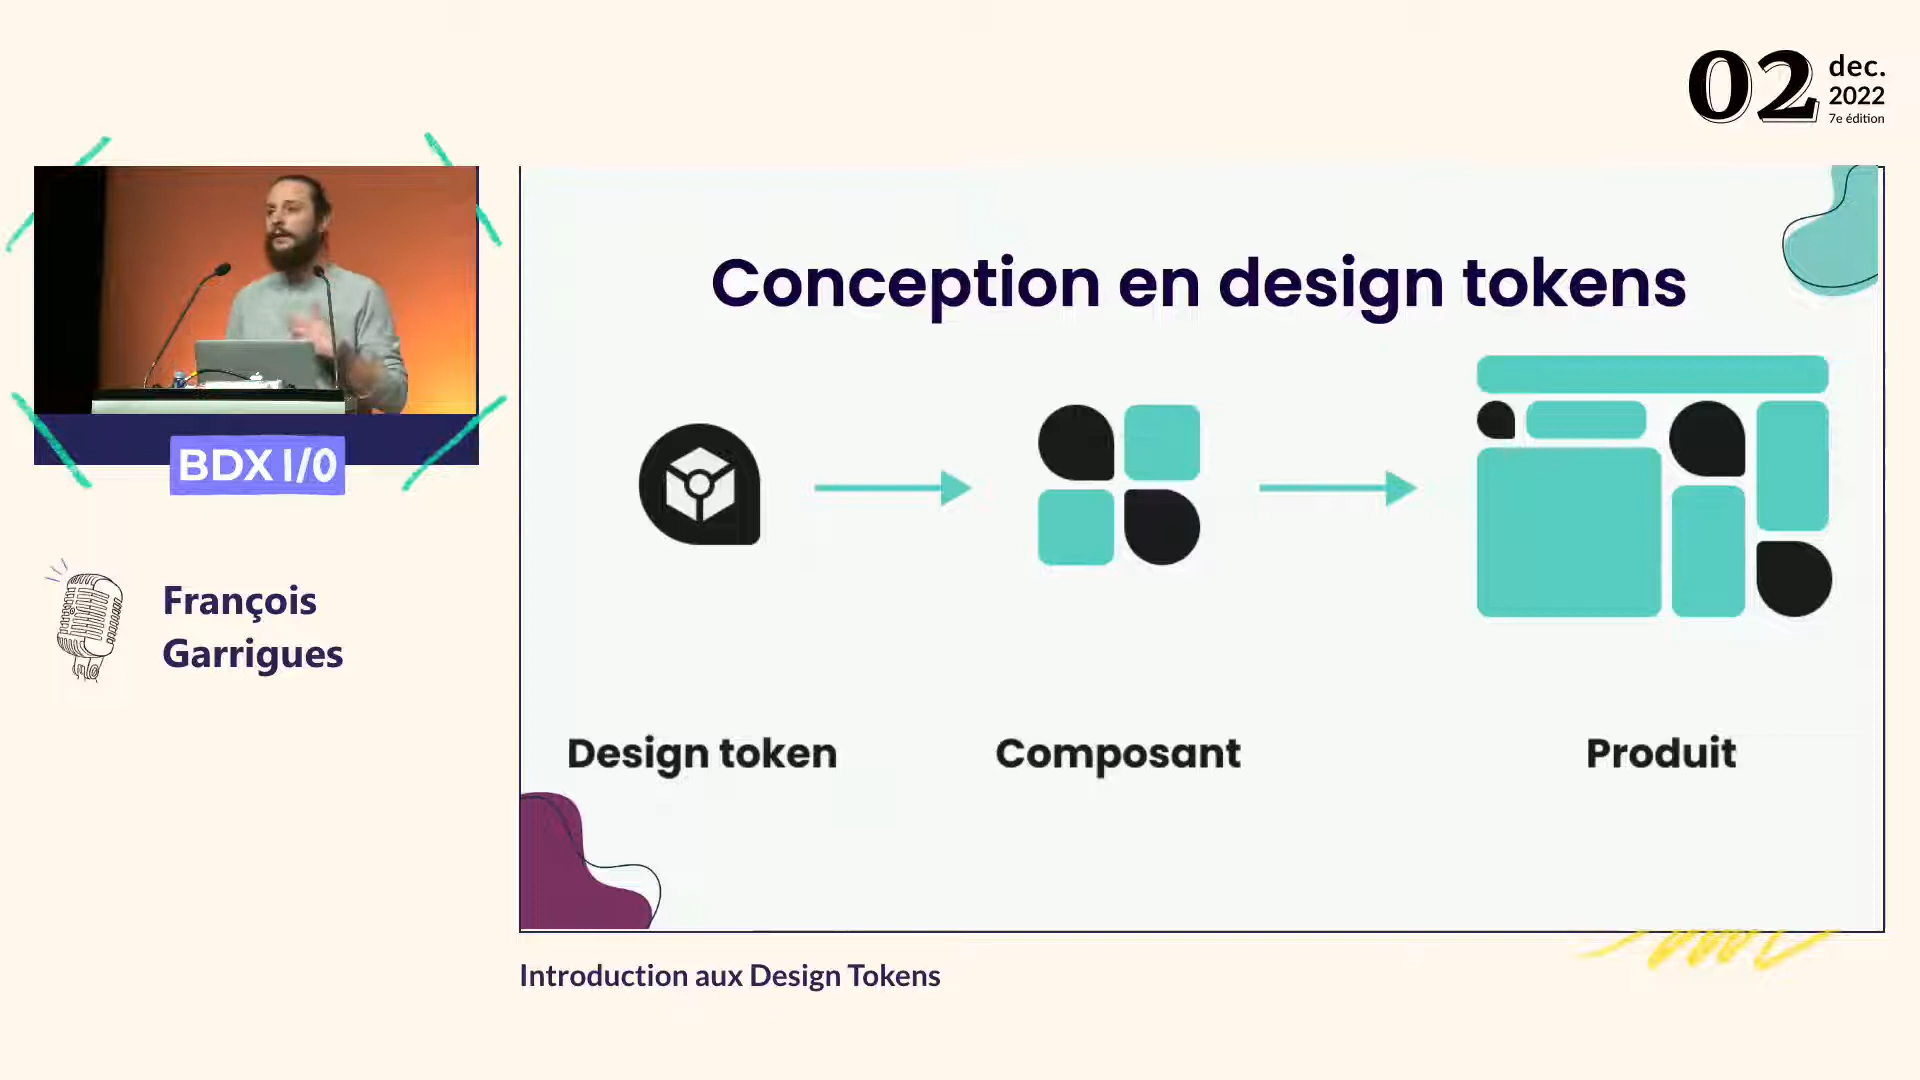 02
dec.
2022
7e édition
BDX I/O
François
Garrigues
Conception en design tokens
Design token
Composant
Produit
Introduction aux Design Tokens